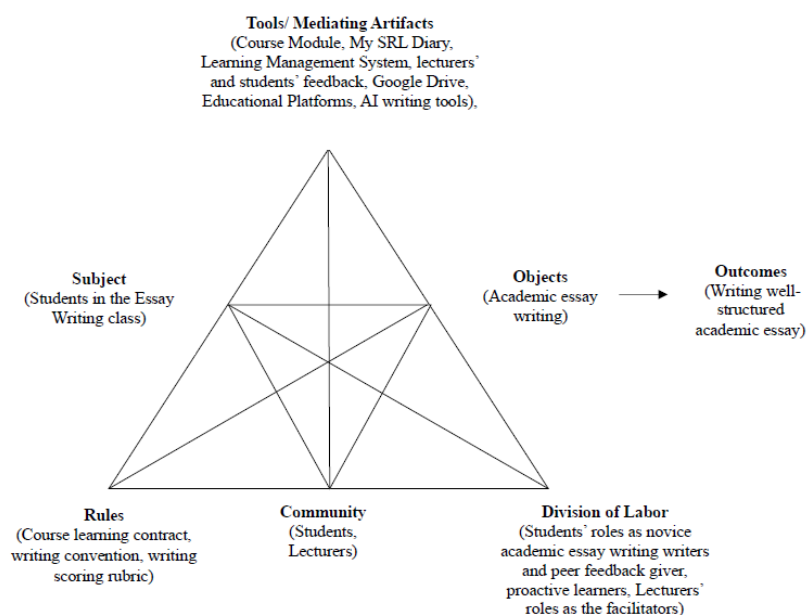 Tools/ Mediating Artifacts
(Course Module, My SRL Diary,
Learning Management System, lecturers'
and students' feedback, Google Drive,
Educational Platforms, AI writing tools),
Subject
(Students in the Essay
Writing class)
Objects
(Academic essay
writing)
Outcomes
(Writing well-
structured
academic essay)
Rules
(Course learning contract,
writing convention, writing
scoring rubric)
Community
(Students,
Lecturers)
Division of Labor
(Students' roles as novice
academic essay writing writers
and peer feedback giver,
proactive learners, Lecturers'
roles as the facilitators)